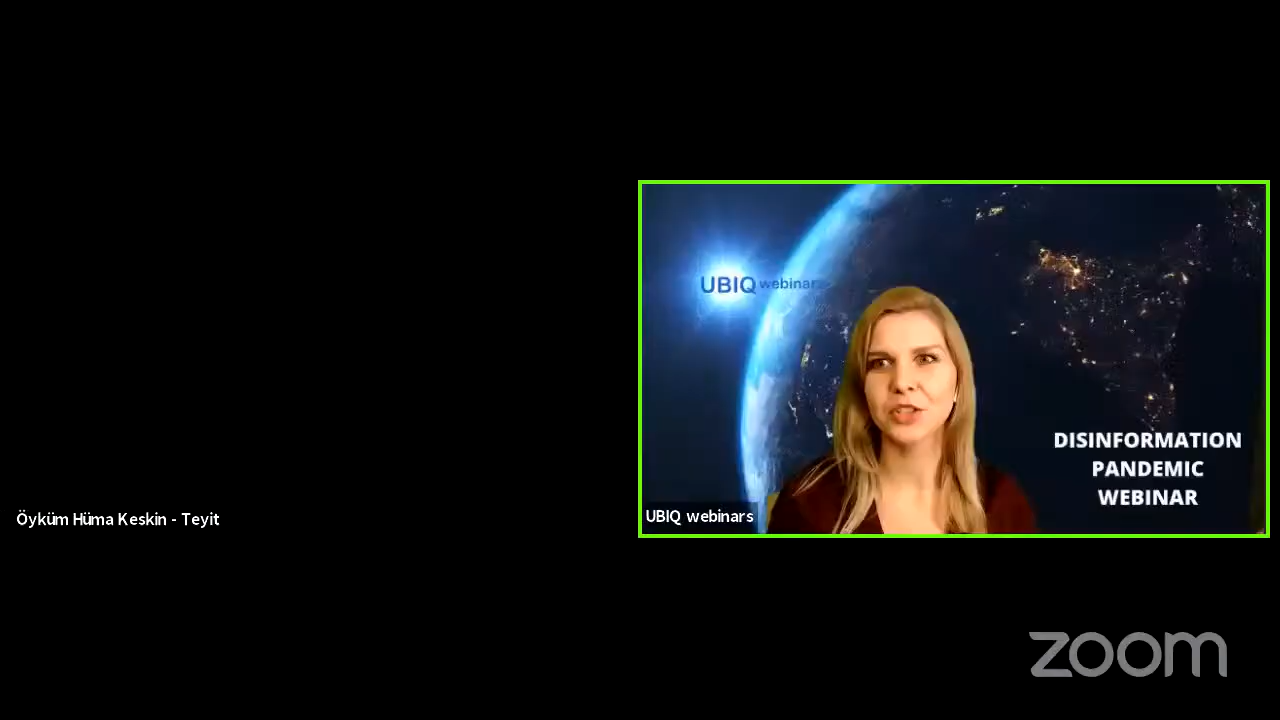 UBIQ webinars
DISINFORMATION
PANDEMIC
WEBINAR
UBIQ webinars
Öyküm Hüma Keskin - Teyit
zoom